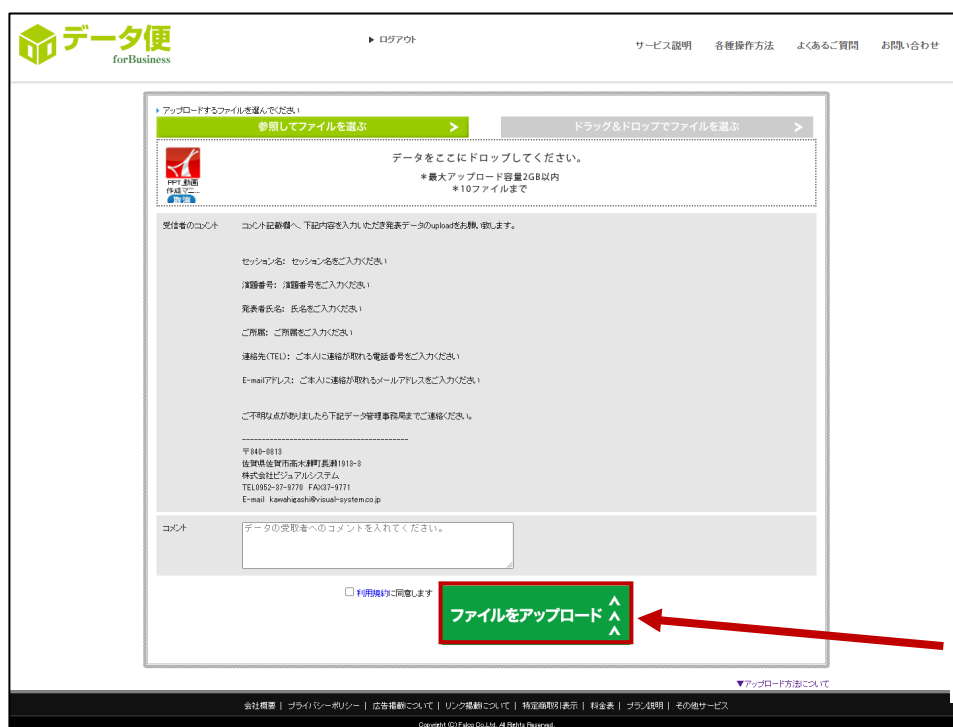 データ便
forBusiness
▶ ログアウト
サービス説明 各種操作方法 よくあるご質問 お問い合わせ
アップロードするファイルを選んでください
参照してファイルを選ぶ >
ドラッグ&ドロップでファイルを選ぶ >
データをここにドロップしてください。
*最大アップロード容量2GB以内
*10ファイルまで
PPT_動画
作成マニ...
取消
受信者のコメント
コメント記載欄へ、下記内容を入力いただき発表データのuploadをお願い致します。
セッション名: セッション名をご入力ください
演題番号: 演題番号をご入力ください
発表者氏名: 氏名をご入力ください
ご所属: ご所属をご入力ください
連絡先(TEL): ご本人に連絡が取れる電話番号をご入力ください
E-mailアドレス: ご本人に連絡が取れるメールアドレスをご入力ください
ご不明な点がありましたら下記データ管理事務局までご連絡ください。
------------------------------------------
〒840-0813
佐賀県佐賀市高木瀬町長瀬1913-3
株式会社ビジュアルシステム
TEL0952-37-9770 FAX37-9771
E-mail kawahigashi@visual-system.co.jp
コメント
データの受取者へのコメントを入れてください。
利用規約に同意します
ファイルをアップロード
▼アップロード方法について
会社概要 | プライバシーポリシー | 広告掲載について | リンク掲載について | 特定商取引表示 | 料金表 | プラン説明 | その他サービス
Copyright (C) Falco Co.Ltd. All Rights Reserved.